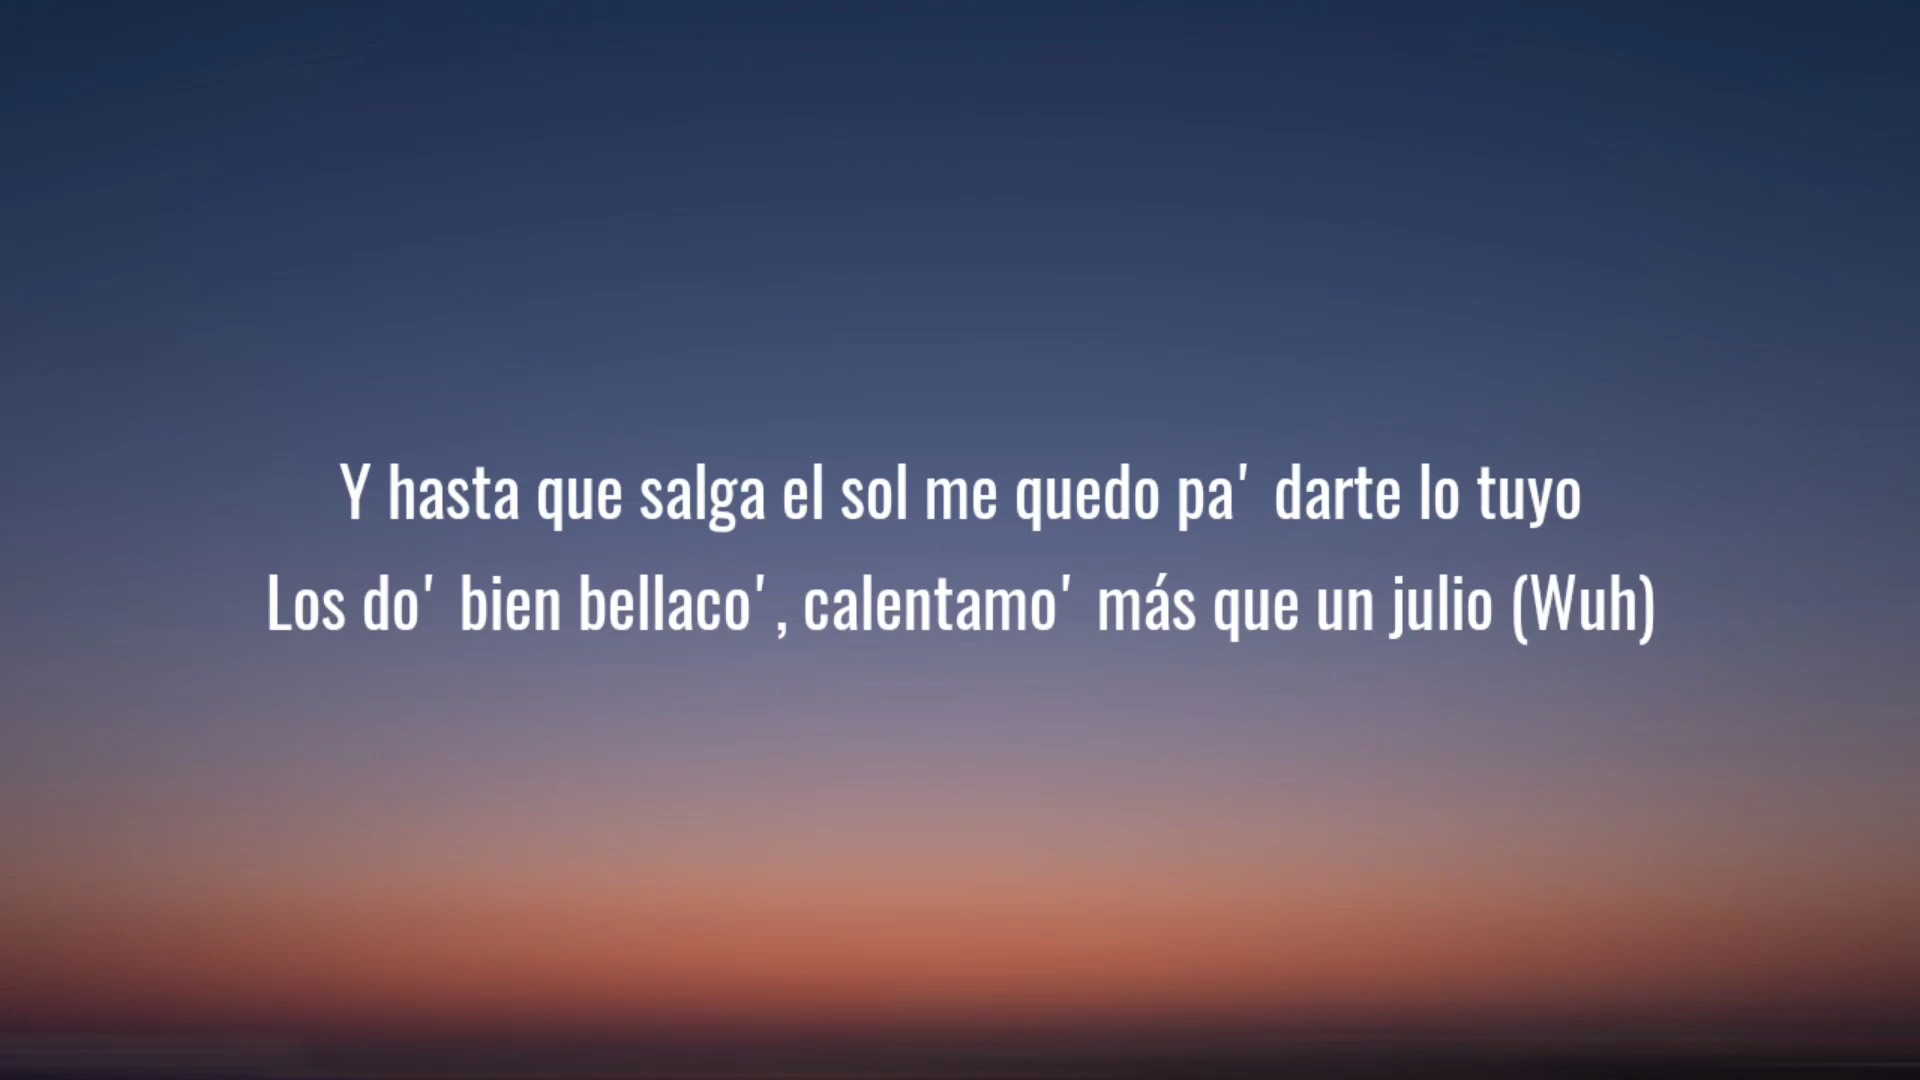 Y hasta que salga el sol me quedo pa' darte lo tuyo
Los do' bien bellaco', calentamo' más que un julio (Wuh)